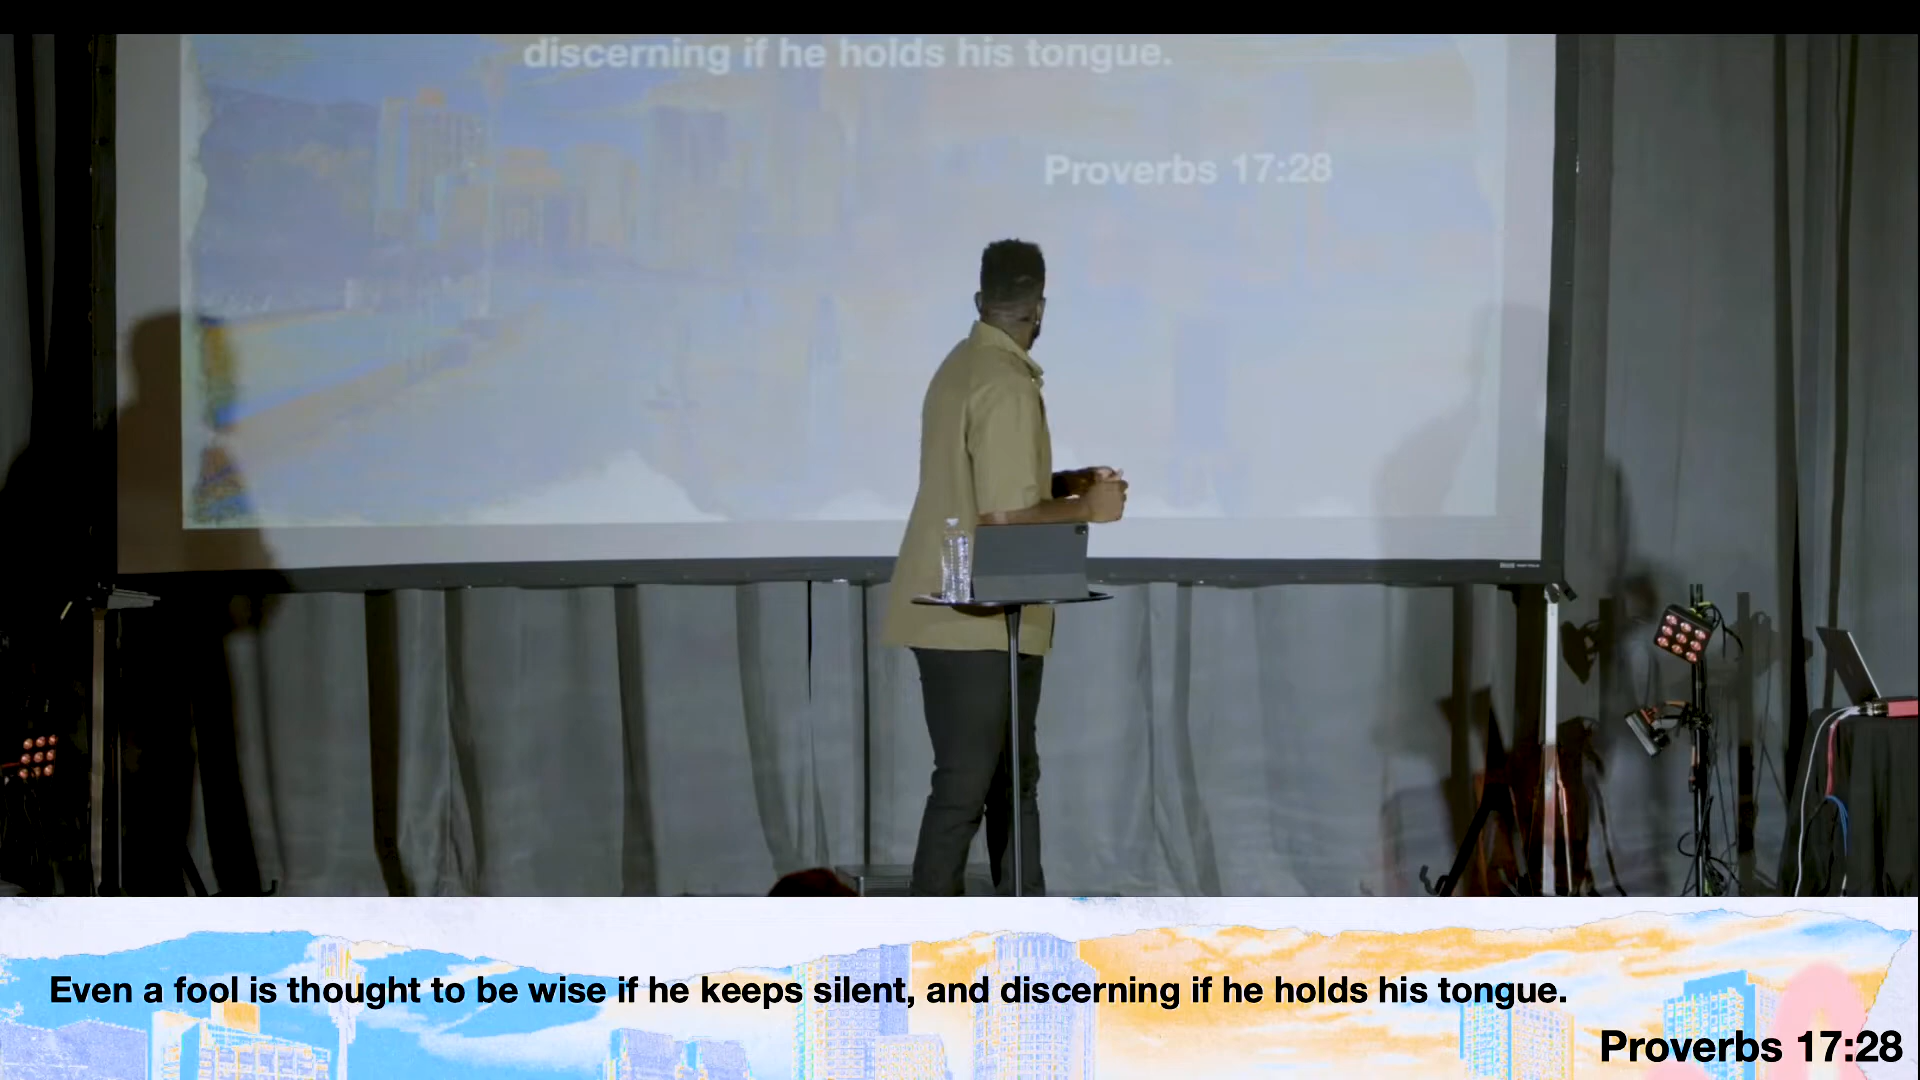 discerning if he holds his tongue.
Proverbs 17:28
Even a fool is thought to be wise if he keeps silent, and discerning if he holds his tongue.
Proverbs 17:28